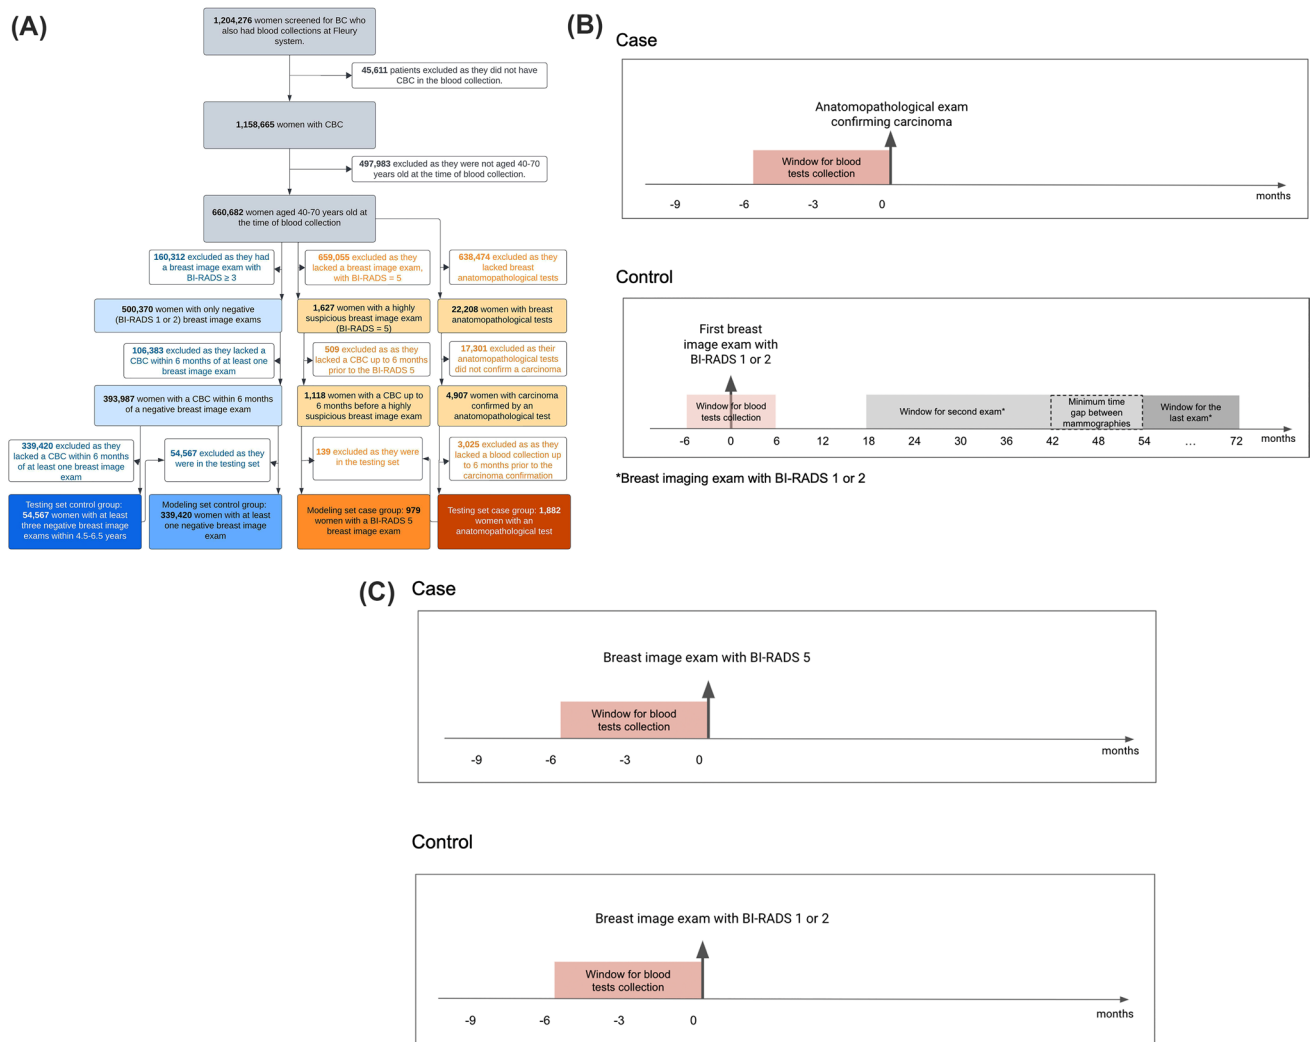 (A)
1,204,276 women screened for BC who
also had blood collections at Fleury
system.
45,611 patients excluded as they did not have
CBC in the blood collection.
1,158,665 women with CBC
497,983 excluded as they were not aged 40-70
years old at the time of blood collection.
660,682 women aged 40-70 years old at
the time of blood collection
160,312 excluded as they had
a breast image exam with
BI-RADS ≥ 3
659,055 excluded as they
lacked a breast image exam,
with BI-RADS = 5
638,474 excluded as they
lacked breast
anatomopathological tests
500,370 women with only negative
(BI-RADS 1 or 2) breast image exams
1,627 women with a highly
suspicious breast image exam
(BI-RADS = 5)
22,208 women with breast
anatomopathological tests
106,383 excluded as they lacked a
CBC within 6 months of at least one
breast image exam
509 excluded as as they
lacked a CBC up to 6 months
prior to the BI-RADS 5
17,301 excluded as their
anatomopathological tests
did not confirm a carcinoma
393,987 women with a CBC within 6 months
of a negative breast image exam
1,118 women with a CBC up to
6 months before a highly
suspicious breast image exam
4,907 women with carcinoma
confirmed by an
anatomopathological test
339,420 excluded as they
lacked a CBC within 6 months
of at least one breast image
exam
54,567 excluded as they
were in the testing set
139 excluded as they were
in the testing set
3,025 excluded as as they
lacked a blood collection up
to 6 months prior to the
carcinoma confirmation
Testing set control group:
54,567 women with at least
three negative breast image
exams within 4.5-6.5 years
Modeling set control group:
339,420 women with at least
one negative breast image
exam
Modeling set case group: 979
women with a BI-RADS 5
breast image exam
Testing set case group: 1,882
women with an
anatomopathological test
(B)
Case
Anatomopathological exam
confirming carcinoma
Window for blood
tests collection
-9 -6 -3 0
months
Control
First breast
image exam with
BI-RADS 1 or 2
Window for blood
tests collection
Window for second exam*
Minimum time
gap between
mammographies
Window for the
last exam*
-6 0 6 12 18 24 30 36 42 48 54 ... 72 months
*Breast imaging exam with BI-RADS 1 or 2
(C)
Case
Breast image exam with BI-RADS 5
Window for blood
tests collection
-9 -6 -3 0
months
Control
Breast image exam with BI-RADS 1 or 2
Window for blood
tests collection
-9 -6 -3 0
months